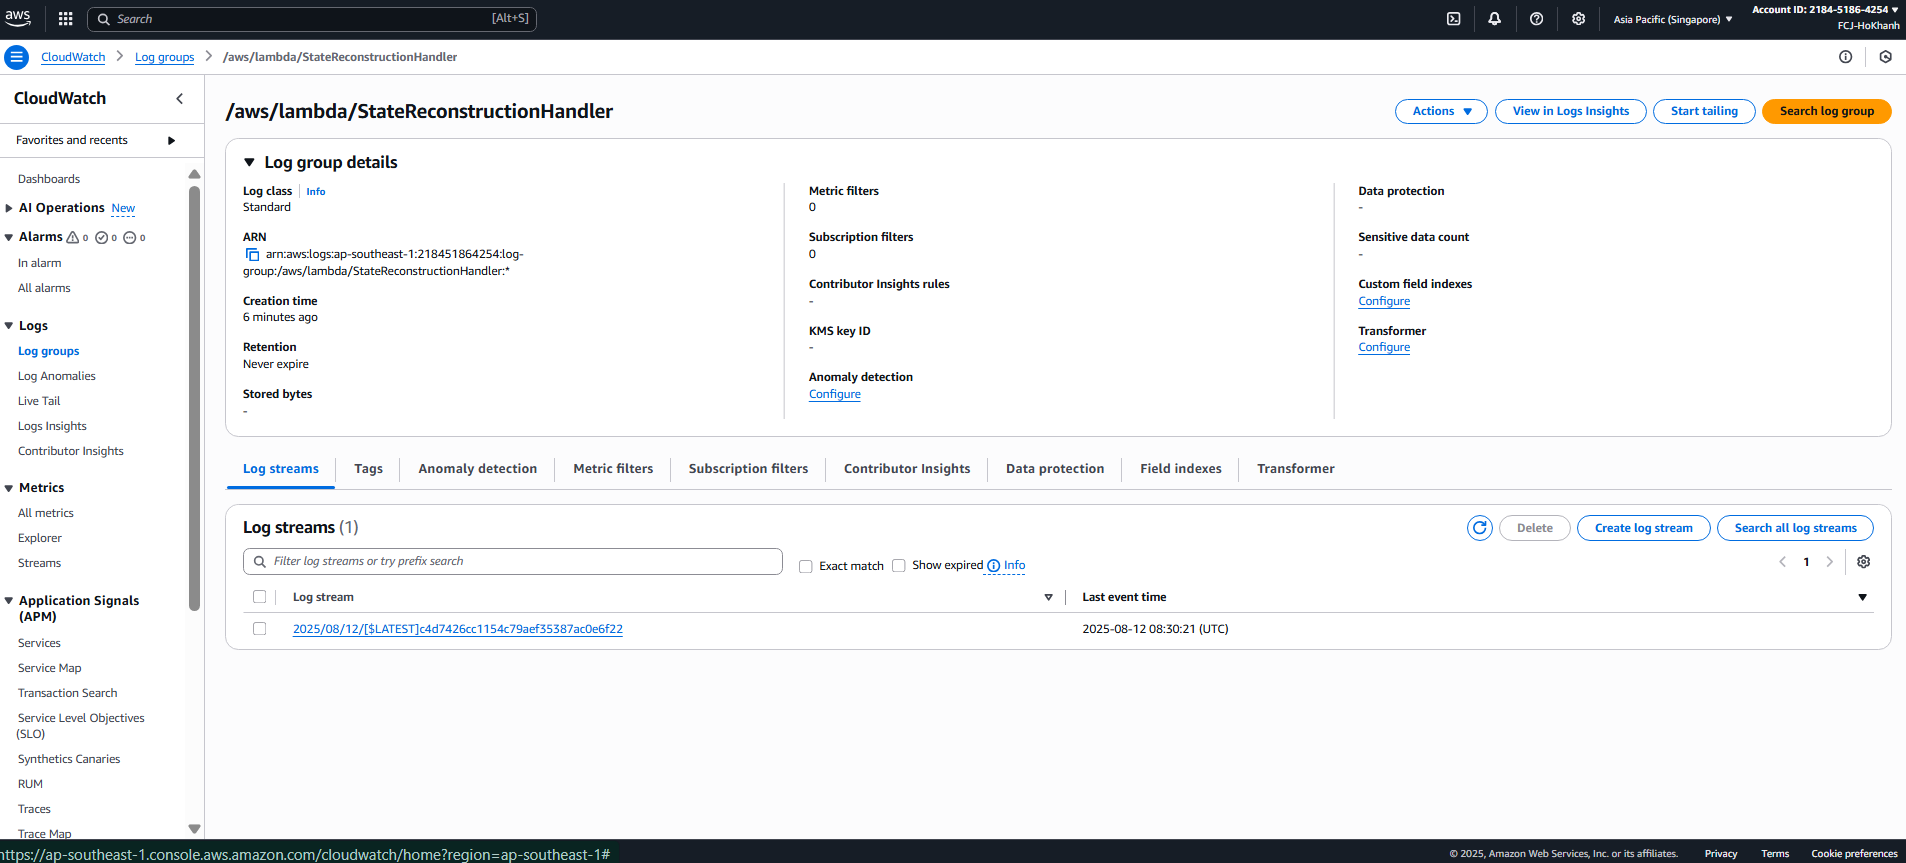 aws
Search [Alt+S]
Asia Pacific (Singapore)
Account ID: 2184-5186-4254
FCJ-HoKhanh
CloudWatch
Log groups
/aws/lambda/StateReconstructionHandler
CloudWatch
Favorites and recents
Dashboards
AI Operations New
Alarms 0 0 0
In alarm
All alarms
Logs
Log groups
Log Anomalies
Live Tail
Logs Insights
Contributor Insights
Metrics
All metrics
Explorer
Streams
Application Signals
(APM)
Services
Service Map
Transaction Search
Service Level Objectives
(SLO)
Synthetics Canaries
RUM
Traces
Trace Map
/aws/lambda/StateReconstructionHandler
Actions
View in Logs Insights
Start tailing
Search log group
Log group details
Log class Info
Standard
ARN
arn:aws:logs:ap-southeast-1:218451864254:log-
group:/aws/lambda/StateReconstructionHandler:*
Creation time
6 minutes ago
Retention
Never expire
Stored bytes
-
Metric filters
0
Subscription filters
0
Contributor Insights rules
-
KMS key ID
-
Anomaly detection
Configure
Data protection
-
Sensitive data count
-
Custom field indexes
Configure
Transformer
Configure
Log streams Tags Anomaly detection Metric filters Subscription filters Contributor Insights Data protection Field indexes Transformer
Log streams (1)
Delete
Create log stream
Search all log streams
Filter log streams or try prefix search
Exact match
Show expired
Info
1
Log stream Last event time
2025/08/12/[$LATEST]c4d7426cc1154c79aef35387ac0e6f22 2025-08-12 08:30:21 (UTC)
https://ap-southeast-1.console.aws.amazon.com/cloudwatch/home?region=ap-southeast-1#
© 2025, Amazon Web Services, Inc. or its affiliates. Privacy Terms Cookie preferences